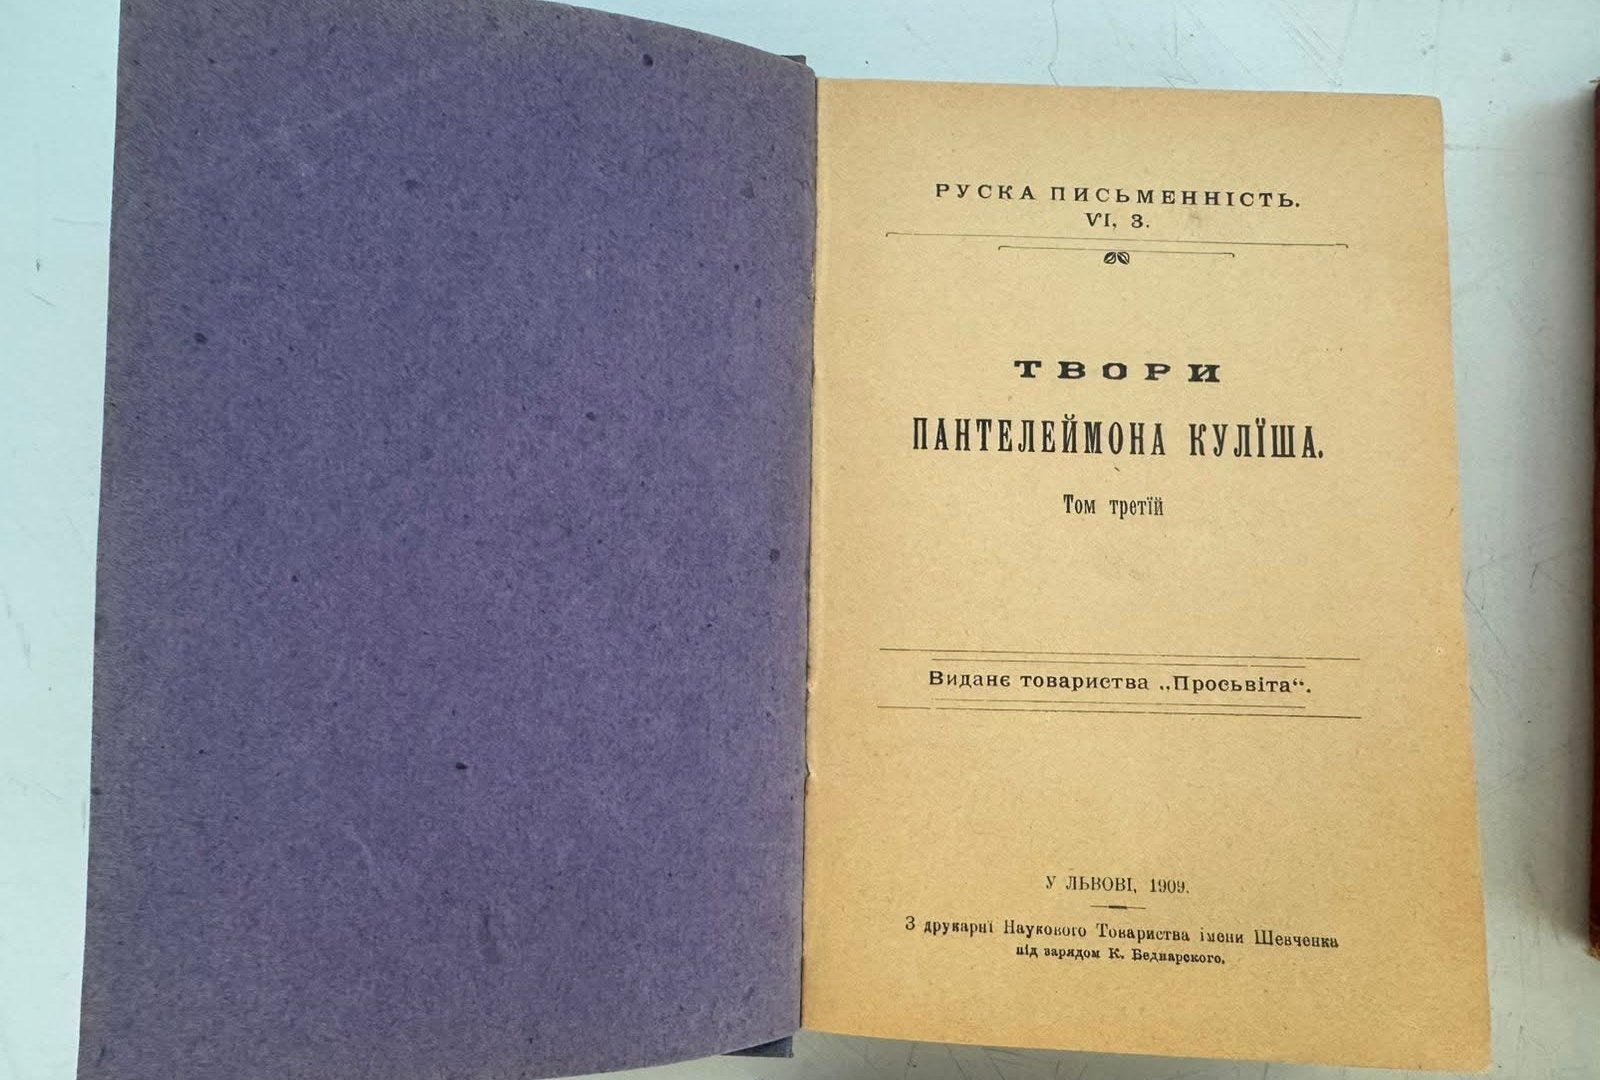 РУСКА ПИСЬМЕННІСТЬ.
VI, 3.
ТВОРИ
ПАНТЕЛЕЙМОНА КУЛЇША.
Том третїй
Виданє товариства „Просьвіта“.
У ЛЬВОВІ, 1909.
З друкарнї Наукового Товариства імени Шевченка
під зарядом К. Беднарского.